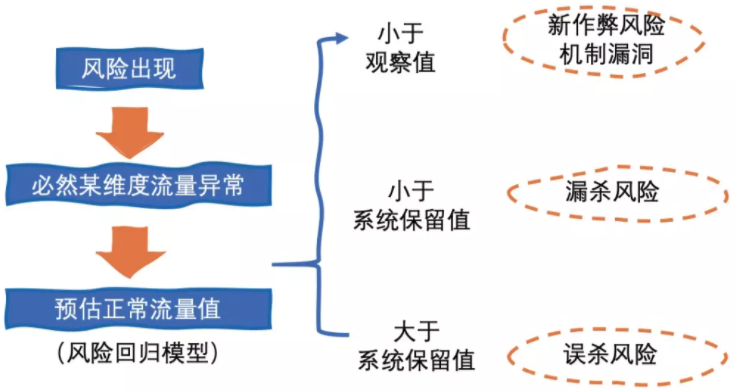 风险出现
必然某维度流量异常
预估正常流量值
(风险回归模型)
小于
观察值
新作弊风险
机制漏洞
小于
系统保留值
漏杀风险
大于
系统保留值
误杀风险